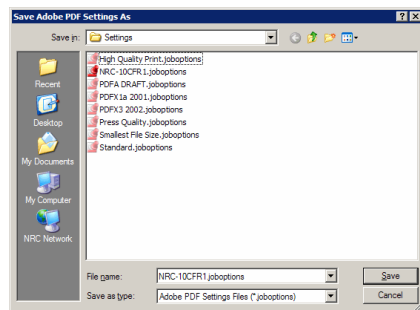 Save Adobe PDF Settings As
Save in: Settings
High Quality Print.joboptions
NRC-10CFR1.joboptions
PDFA DRAFT.joboptions
PDFX1a 2001.joboptions
PDFX3 2002.joboptions
Press Quality.joboptions
Smallest File Size.joboptions
Standard.joboptions
Recent
Desktop
My Documents
My Computer
NRC Network
File name: NRC-10CFR1.joboptions Save
Save as type: Adobe PDF Settings Files (*.joboptions) Cancel